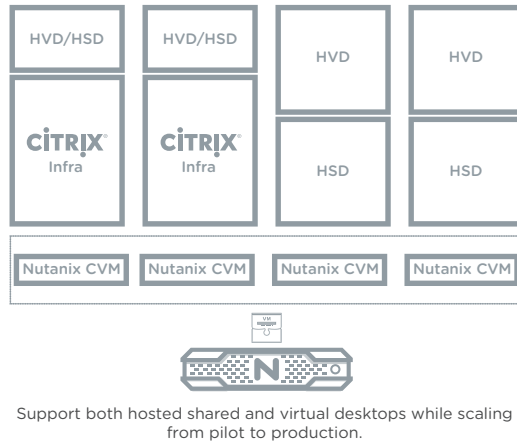 HVD/HSD
HVD/HSD
HVD
HVD
CITRIX®
Infra
CITRIX®
Infra
HSD
HSD
Nutanix CVM
Nutanix CVM
Nutanix CVM
Nutanix CVM
VM
N
Support both hosted shared and virtual desktops while scaling
from pilot to production.